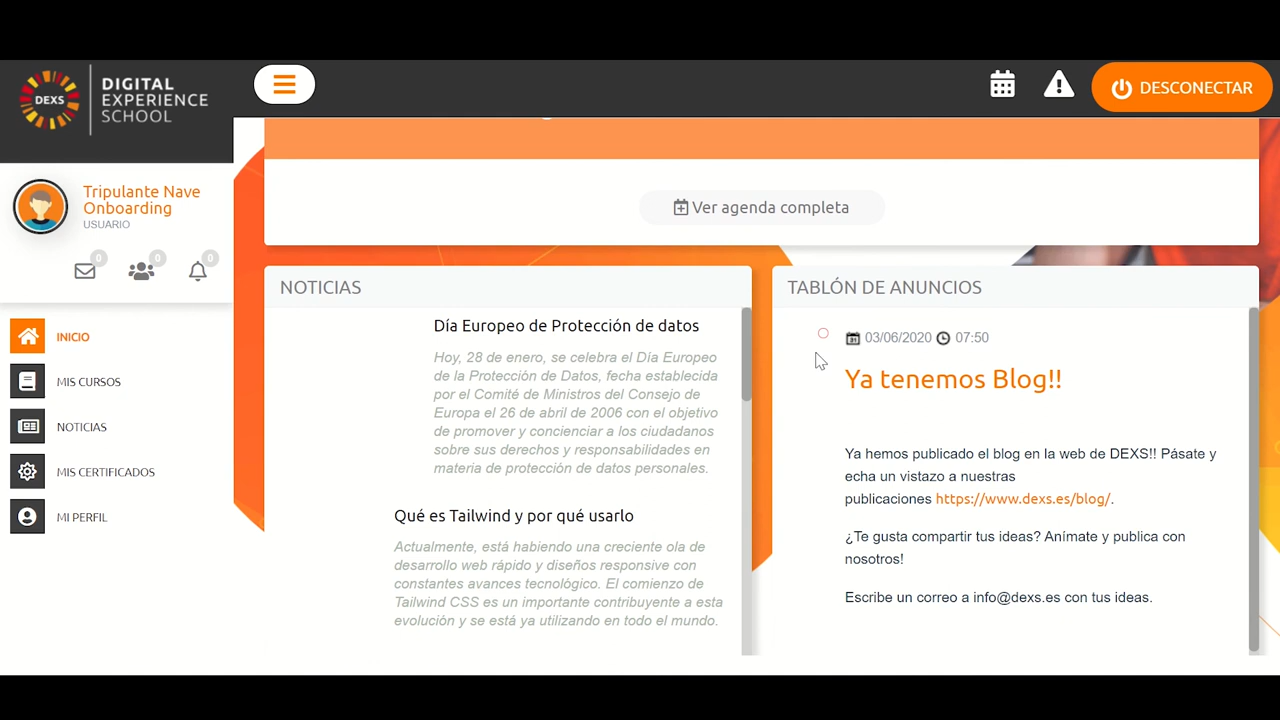 DEXS
DIGITAL
EXPERIENCE
SCHOOL
DESCONECTAR
Tripulante Nave
Onboarding
USUARIO
0
0
0
INICIO
MIS CURSOS
NOTICIAS
MIS CERTIFICADOS
MI PERFIL
Ver agenda completa
NOTICIAS
Día Europeo de Protección de datos
Hoy, 28 de enero, se celebra el Día Europeo
de la Protección de Datos, fecha establecida
por el Comité de Ministros del Consejo de
Europa el 26 de abril de 2006 con el objetivo
de promover y concienciar a los ciudadanos
sobre sus derechos y responsabilidades en
materia de protección de datos personales.
Qué es Tailwind y por qué usarlo
Actualmente, está habiendo una creciente ola de
desarrollo web rápido y diseños responsive con
constantes avances tecnológico. El comienzo de
Tailwind CSS es un importante contribuyente a esta
evolución y se está ya utilizando en todo el mundo.
TABLÓN DE ANUNCIOS
03/06/2020 07:50
Ya tenemos Blog!!
Ya hemos publicado el blog en la web de DEXS!! Pásate y
echa un vistazo a nuestras
publicaciones https://www.dexs.es/blog/.
¿Te gusta compartir tus ideas? Anímate y publica con
nosotros!
Escribe un correo a info@dexs.es con tus ideas.